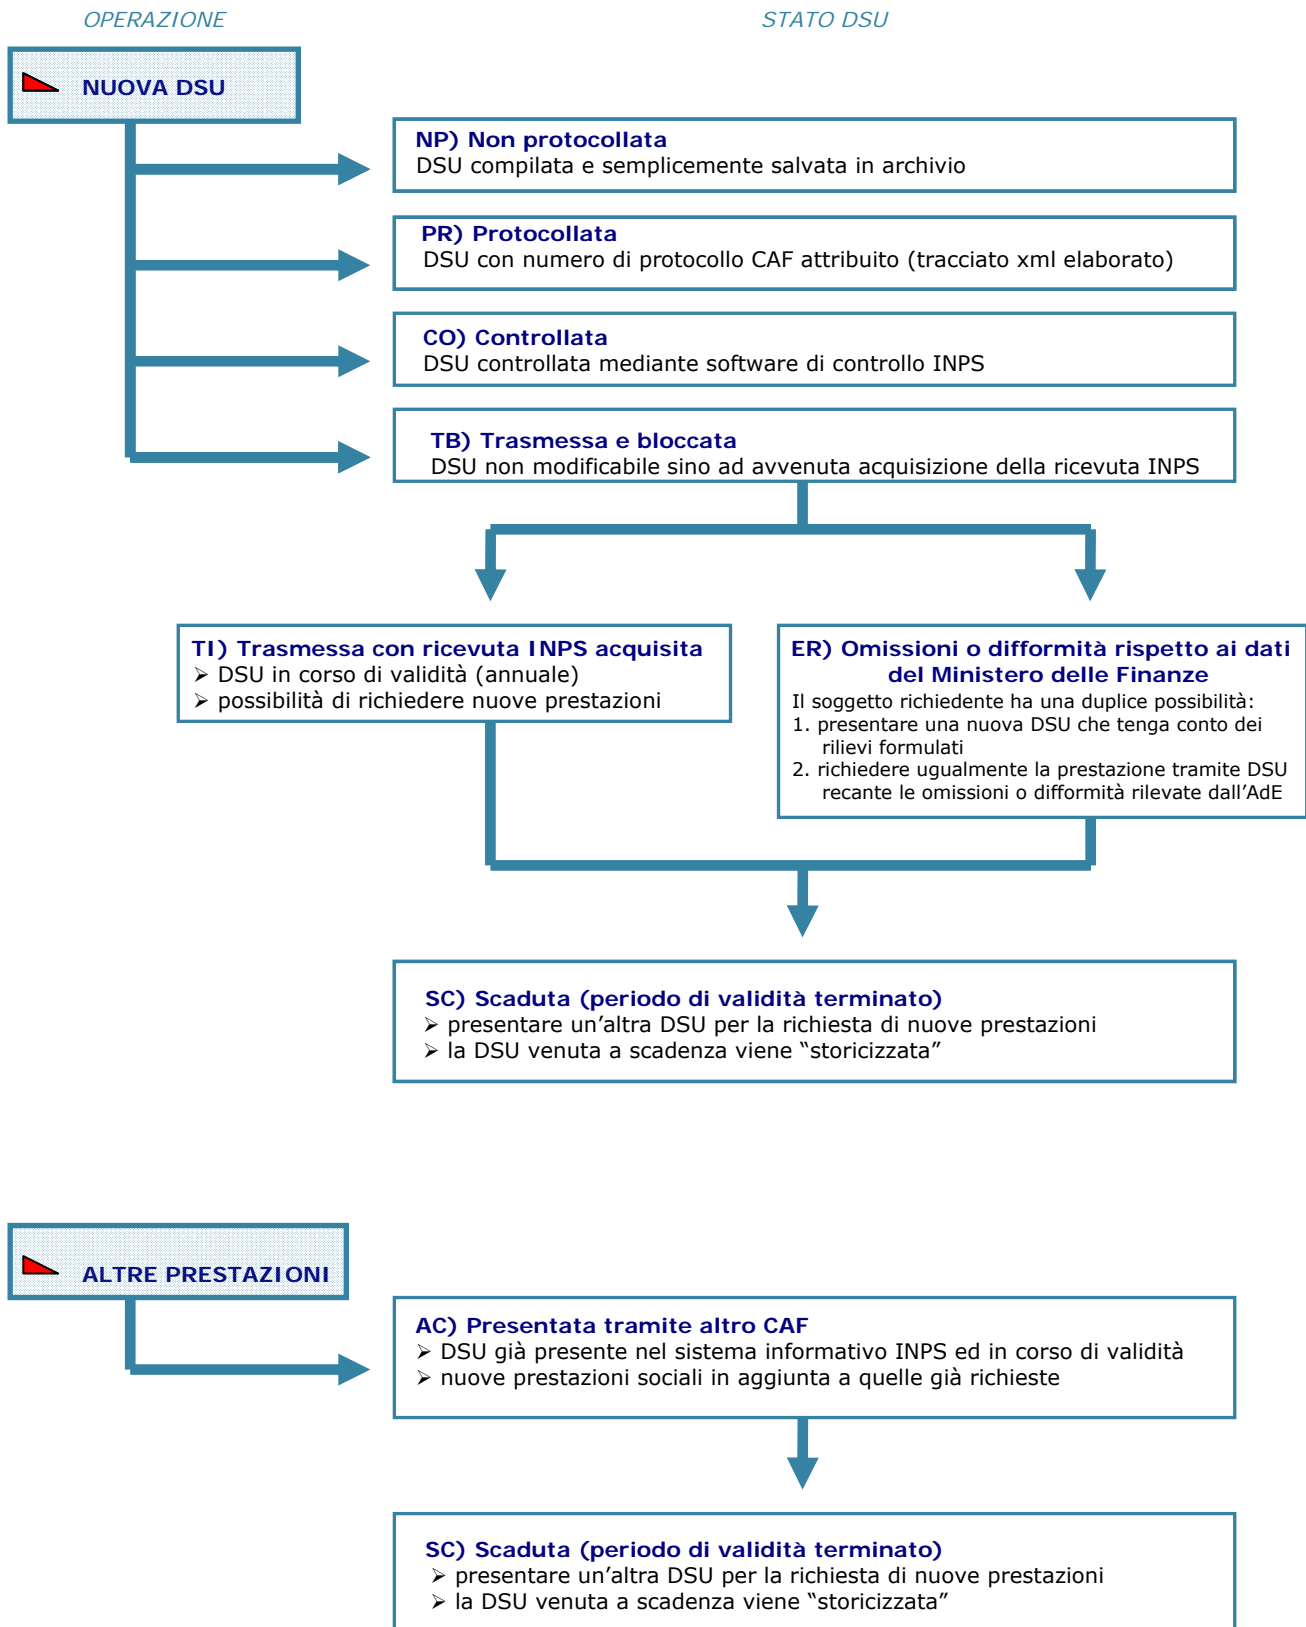 OPERAZIONE
STATO DSU
NUOVA DSU
NP) Non protocollata
DSU compilata e semplicemente salvata in archivio
PR) Protocollata
DSU con numero di protocollo CAF attribuito (tracciato xml elaborato)
CO) Controllata
DSU controllata mediante software di controllo INPS
TB) Trasmessa e bloccata
DSU non modificabile sino ad avvenuta acquisizione della ricevuta INPS
TI) Trasmessa con ricevuta INPS acquisita
➢ DSU in corso di validità (annuale)
➢ possibilità di richiedere nuove prestazioni
ER) Omissioni o difformità rispetto ai dati
del Ministero delle Finanze
Il soggetto richiedente ha una duplice possibilità:
1. presentare una nuova DSU che tenga conto dei
rilievi formulati
2. richiedere ugualmente la prestazione tramite DSU
recante le omissioni o difformità rilevate dall’AdE
SC) Scaduta (periodo di validità terminato)
➢ presentare un’altra DSU per la richiesta di nuove prestazioni
➢ la DSU venuta a scadenza viene “storicizzata”
ALTRE PRESTAZIONI
AC) Presentata tramite altro CAF
➢ DSU già presente nel sistema informativo INPS ed in corso di validità
➢ nuove prestazioni sociali in aggiunta a quelle già richieste
SC) Scaduta (periodo di validità terminato)
➢ presentare un’altra DSU per la richiesta di nuove prestazioni
➢ la DSU venuta a scadenza viene “storicizzata”